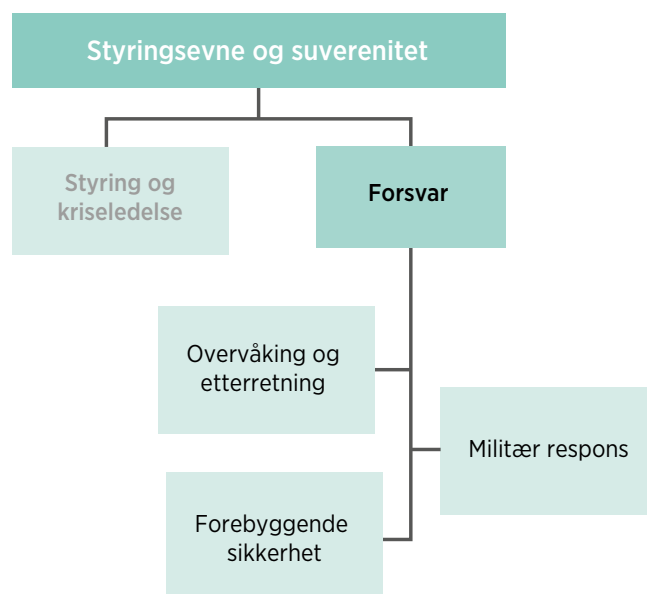 Styringsevne og suverenitet
Styring og
kriseledelse
Forsvar
Overvåking og
etterretning
Militær respons
Forebyggende
sikkerhet